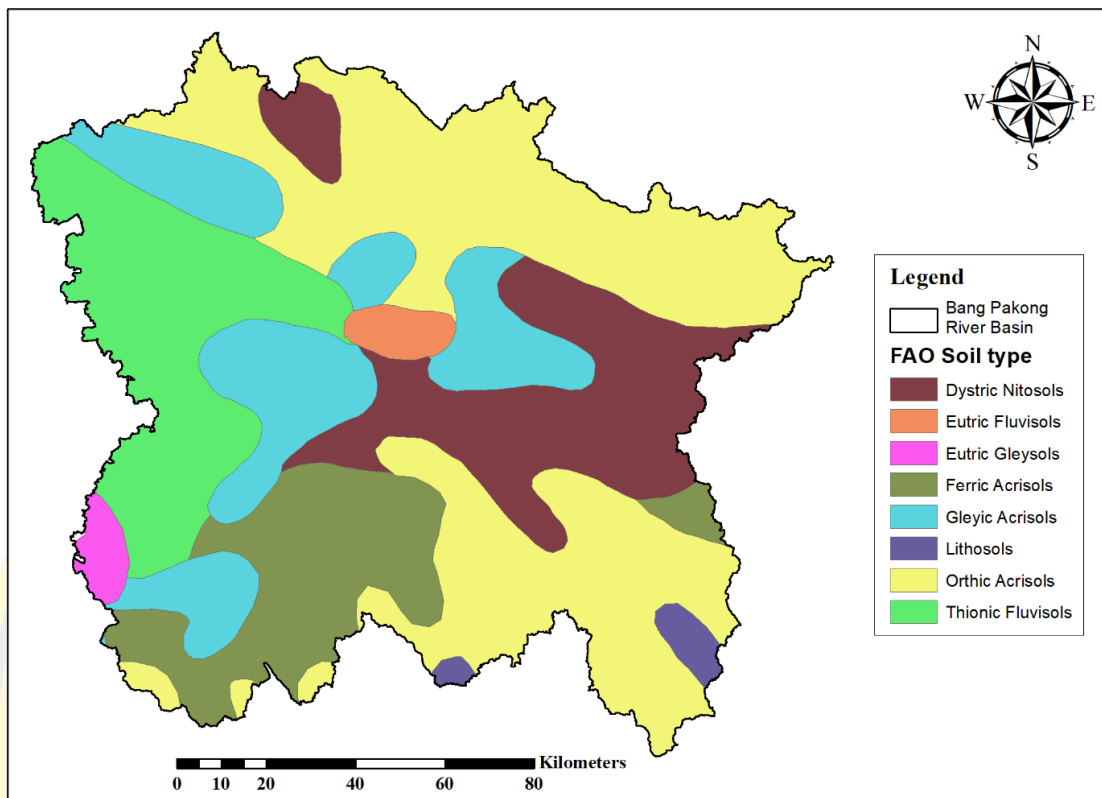 N
W E
S
Legend
Bang Pakong
River Basin
FAO Soil type
Dystric Nitosols
Eutric Fluvisols
Eutric Gleysols
Ferric Acrisols
Gleyic Acrisols
Lithosols
Orthic Acrisols
Thionic Fluvisols
Kilometers
0 10 20 40 60 80